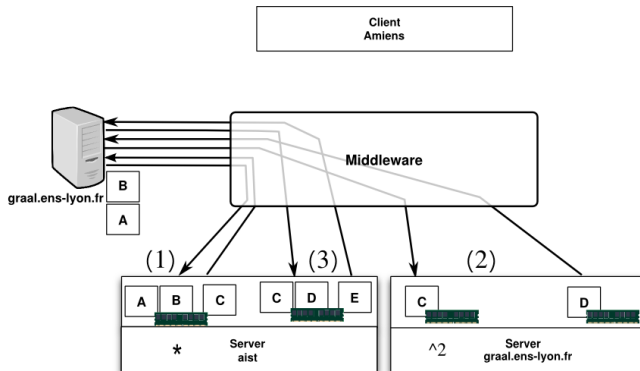 Client
Amiens
Middleware
graal.ens-lyon.fr
B
A
(1)
(3)
(2)
A B C C D E
C D
*
Server
aist
^2
Server
graal.ens-lyon.fr